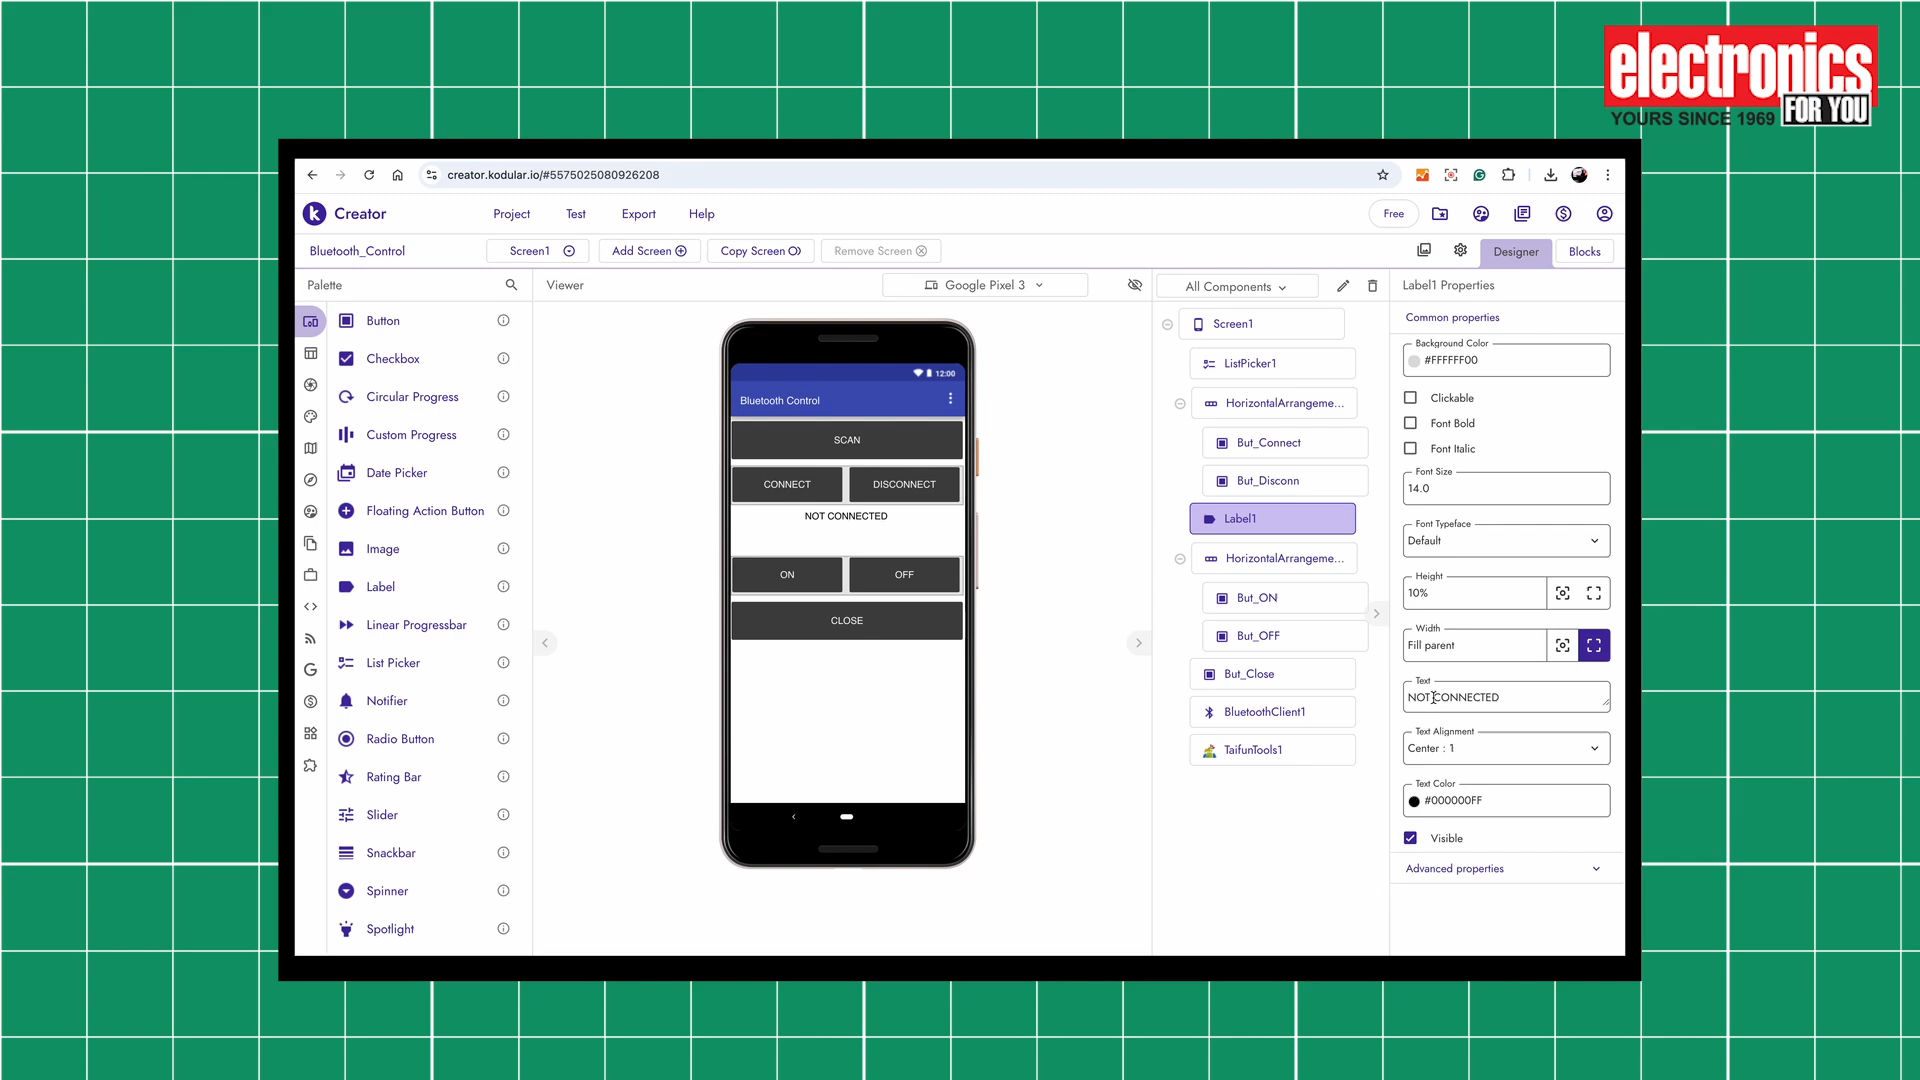 electronics
FOR YOU
YOURS SINCE 1969
creator.kodular.io/#5575025080926208
Creator
Project
Test
Export
Help
Free
Bluetooth_Control
Screen1
Add Screen
Copy Screen
Remove Screen
Designer
Blocks
Palette
Viewer
Google Pixel 3
All Components
Label1 Properties
Button
Checkbox
Circular Progress
Custom Progress
Date Picker
Floating Action Button
Image
Label
Linear Progressbar
List Picker
Notifier
Radio Button
Rating Bar
Slider
Snackbar
Spinner
Spotlight
12:00
Bluetooth Control
SCAN
CONNECT
DISCONNECT
NOT CONNECTED
ON
OFF
CLOSE
Screen1
ListPicker1
HorizontalArrangeme...
But_Connect
But_Disconn
Label1
HorizontalArrangeme...
But_ON
But_OFF
But_Close
BluetoothClient1
TaifunTools1
Common properties
Background Color
#FFFFFF00
Clickable
Font Bold
Font Italic
Font Size
14.0
Font Typeface
Default
Height
10%
Width
Fill parent
Text
NOT CONNECTED
Text Alignment
Center : 1
Text Color
#000000FF
Visible
Advanced properties